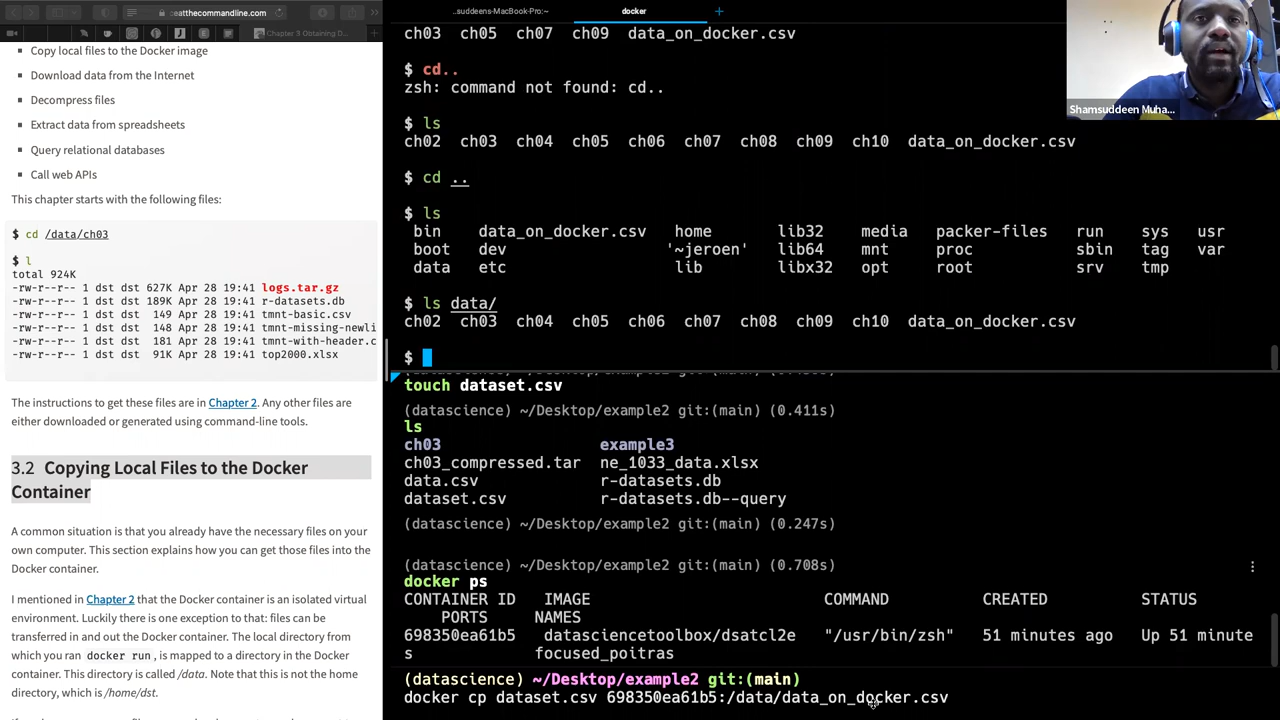 eatthecommandline.com
Chapter 3 Obtaining D...
Copy local files to the Docker image
Download data from the Internet
Decompress files
Extract data from spreadsheets
Query relational databases
Call web APIs
This chapter starts with the following files:
$ cd /data/ch03
$ l
total 924K
-rw-r--r-- 1 dst dst 627K Apr 28 19:41 logs.tar.gz
-rw-r--r-- 1 dst dst 189K Apr 28 19:41 r-datasets.db
-rw-r--r-- 1 dst dst  149 Apr 28 19:41 tmnt-basic.csv
-rw-r--r-- 1 dst dst  148 Apr 28 19:41 tmnt-missing-newli
-rw-r--r-- 1 dst dst  181 Apr 28 19:41 tmnt-with-header.c
-rw-r--r-- 1 dst dst  91K Apr 28 19:41 top2000.xlsx
The instructions to get these files are in Chapter 2. Any other files are
either downloaded or generated using command-line tools.
3.2 Copying Local Files to the Docker
Container
A common situation is that you already have the necessary files on your
own computer. This section explains how you can get those files into the
Docker container.
I mentioned in Chapter 2 that the Docker container is an isolated virtual
environment. Luckily there is one exception to that: files can be
transferred in and out the Docker container. The local directory from
which you ran docker run, is mapped to a directory in the Docker
container. This directory is called /data. Note that this is not the home
directory, which is /home/dst.
..suddeens-MacBook-Pro:~
docker
ch03 ch05 ch07 ch09 data_on_docker.csv
$ cd..
zsh: command not found: cd..
$ ls
ch02 ch03 ch04 ch05 ch06 ch07 ch08 ch09 ch10 data_on_docker.csv
$ cd ..
$ ls
bin data_on_docker.csv home lib32 media packer-files run sys usr
boot dev '~jeroen' lib64 mnt proc sbin tag var
data etc lib libx32 opt root srv tmp
$ ls data/
ch02 ch03 ch04 ch05 ch06 ch07 ch08 ch09 ch10 data_on_docker.csv
$
touch dataset.csv
(datascience) ~/Desktop/example2 git:(main) (0.411s)
ls
ch03 example3
ch03_compressed.tar ne_1033_data.xlsx
data.csv r-datasets.db
dataset.csv r-datasets.db--query
(datascience) ~/Desktop/example2 git:(main) (0.247s)
(datascience) ~/Desktop/example2 git:(main) (0.708s)
docker ps
CONTAINER ID IMAGE COMMAND CREATED STATUS
PORTS NAMES
698350ea61b5 datasciencetoolbox/dsatcl2e "/usr/bin/zsh" 51 minutes ago Up 51 minute
s focused_poitras
(datascience) ~/Desktop/example2 git:(main)
docker cp dataset.csv 698350ea61b5:/data/data_on_docker.csv
Shamsuddeen Muha...